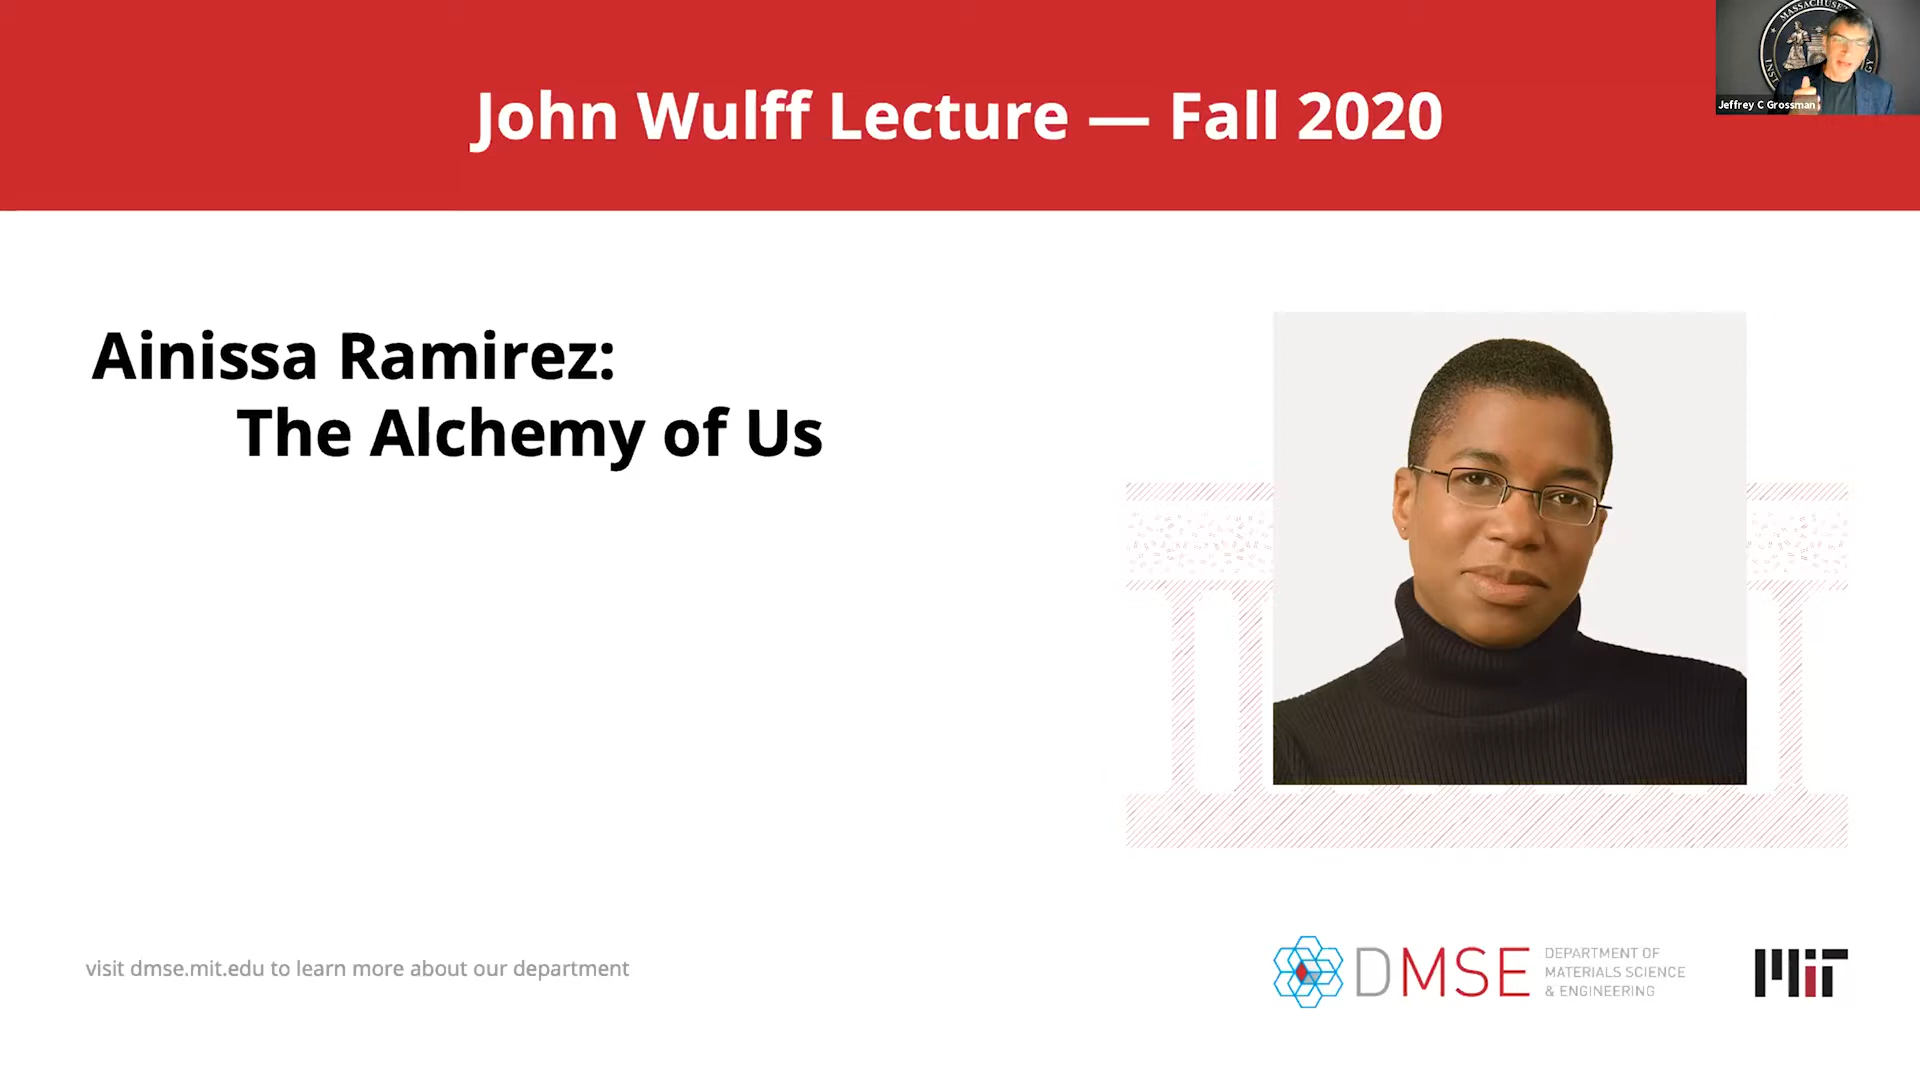 John Wulff Lecture — Fall 2020
Jeffrey C Grossman
Ainissa Ramirez:
The Alchemy of Us
visit dmse.mit.edu to learn more about our department
DMSE
DEPARTMENT OF
MATERIALS SCIENCE
& ENGINEERING
MIT